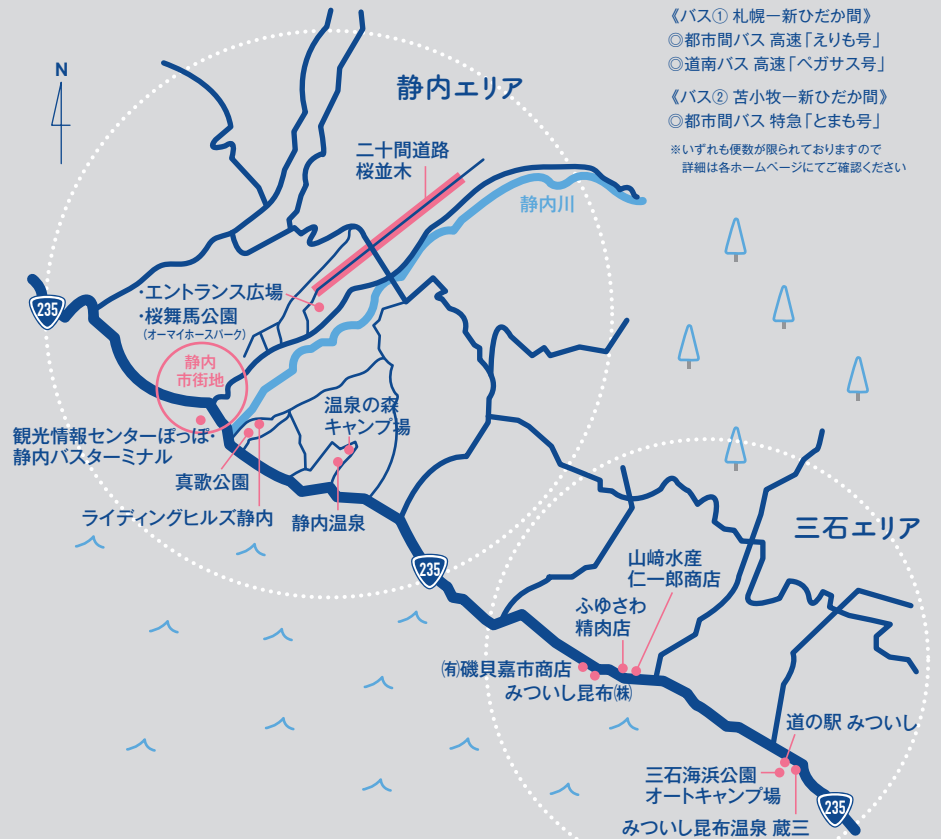 《バス① 札幌ー新ひだか間》
◎都市間バス 高速「えりも号」
◎道南バス 高速「ペガサス号」
《バス② 苫小牧ー新ひだか間》
◎都市間バス 特急「とまも号」
※いずれも便数が限られておりますので
詳細は各ホームページにてご確認ください
N
静内エリア
二十間道路
桜並木
静内川
235
・エントランス広場
・桜舞馬公園
(オーマイホースパーク)
静内
市街地
観光情報センターぽっぽ・
静内バスターミナル
温泉の森
キャンプ場
真歌公園
ライディングヒルズ静内
静内温泉
235
三石エリア
山﨑水産
仁一郎商店
ふゆさわ
精肉店
㈲磯貝嘉市商店
みついし昆布㈱
道の駅 みついし
三石海浜公園
オートキャンプ場
みついし昆布温泉 蔵三
235